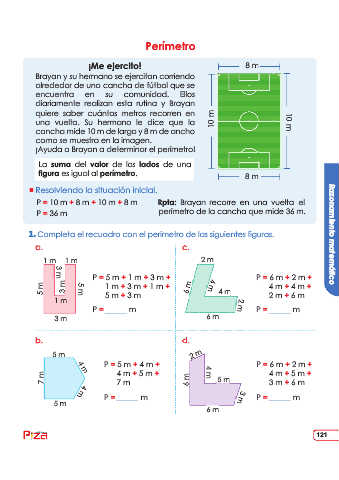 Perímetro
¡Me ejercito!
Brayan y su hermano se ejercitan corriendo
alrededor de una cancha de fútbol que se
encuentra en su comunidad. Ellos
diariamente realizan esta rutina y Brayan
quiere saber cuántos metros recorren en
una vuelta. Su hermano le dice que la
cancha mide 10 m de largo y 8 m de ancho
como se muestra en la imagen.
¡Ayuda a Brayan a determinar el perímetro!
8 m
10 m
10 m
8 m
La suma del valor de los lados de una
figura es igual al perímetro.
Resolviendo la situación inicial.
P = 10 m + 8 m + 10 m + 8 m
P = 36 m
Rpta: Brayan recorre en una vuelta el
perímetro de la cancha que mide 36 m.
Razonamiento matemático
1. Completa el recuadro con el perímetro de las siguientes figuras.
a.
1 m 1 m
5 m
3 m
3 m
5 m
1 m
3 m
P = 5 m + 1 m + 3 m +
1 m + 3 m + 1 m +
5 m + 3 m
P = ______ m
c.
2 m
6 m
4 m
4 m
2 m
6 m
P = 6 m + 2 m +
4 m + 4 m +
2 m + 6 m
P = ______ m
b.
5 m
4 m
7 m
4 m
5 m
P = 5 m + 4 m +
4 m + 5 m +
7 m
P = ______ m
d.
2 m
4 m
6 m
5 m
3 m
6 m
P = 6 m + 2 m +
4 m + 5 m +
3 m + 6 m
P = ______ m
121